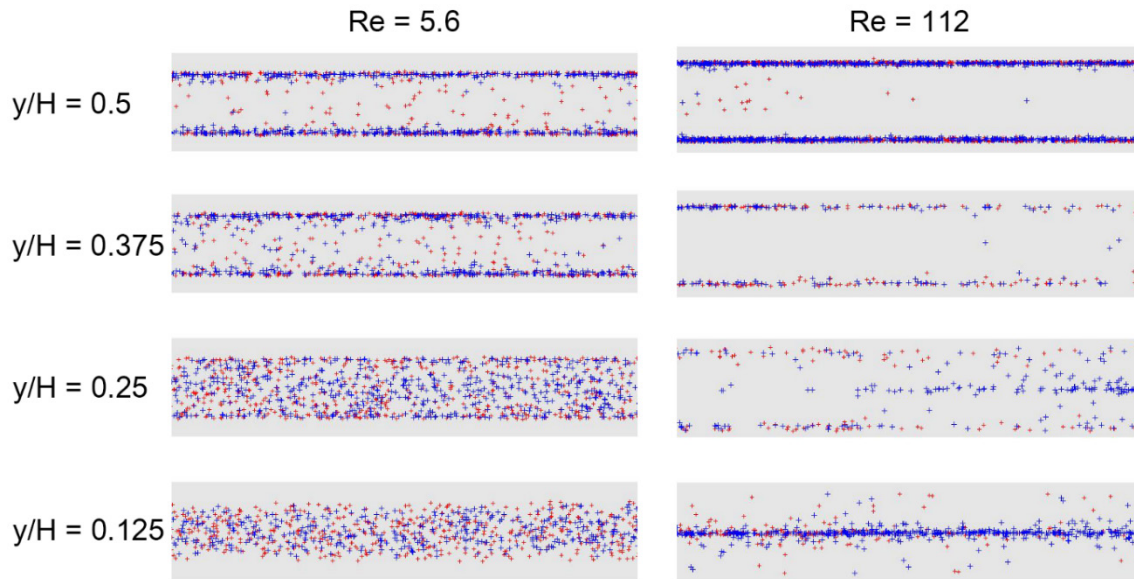 Re = 5.6
Re = 112
y/H = 0.5
y/H = 0.375
y/H = 0.25
y/H = 0.125